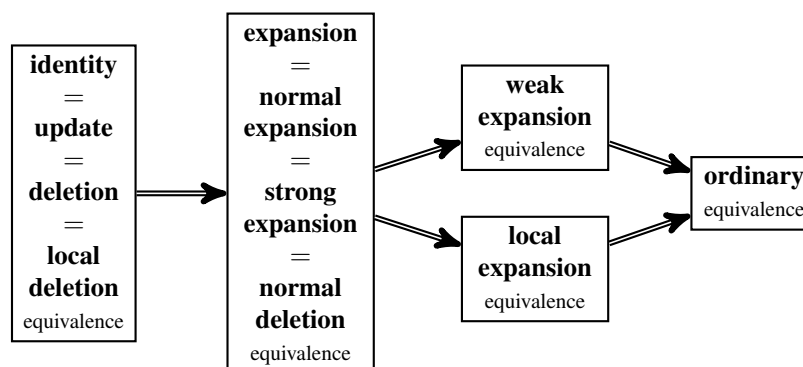 identity
=
update
=
deletion
=
local
deletion
equivalence
expansion
=
normal
expansion
=
strong
expansion
=
normal
deletion
equivalence
weak
expansion
equivalence
local
expansion
equivalence
ordinary
equivalence